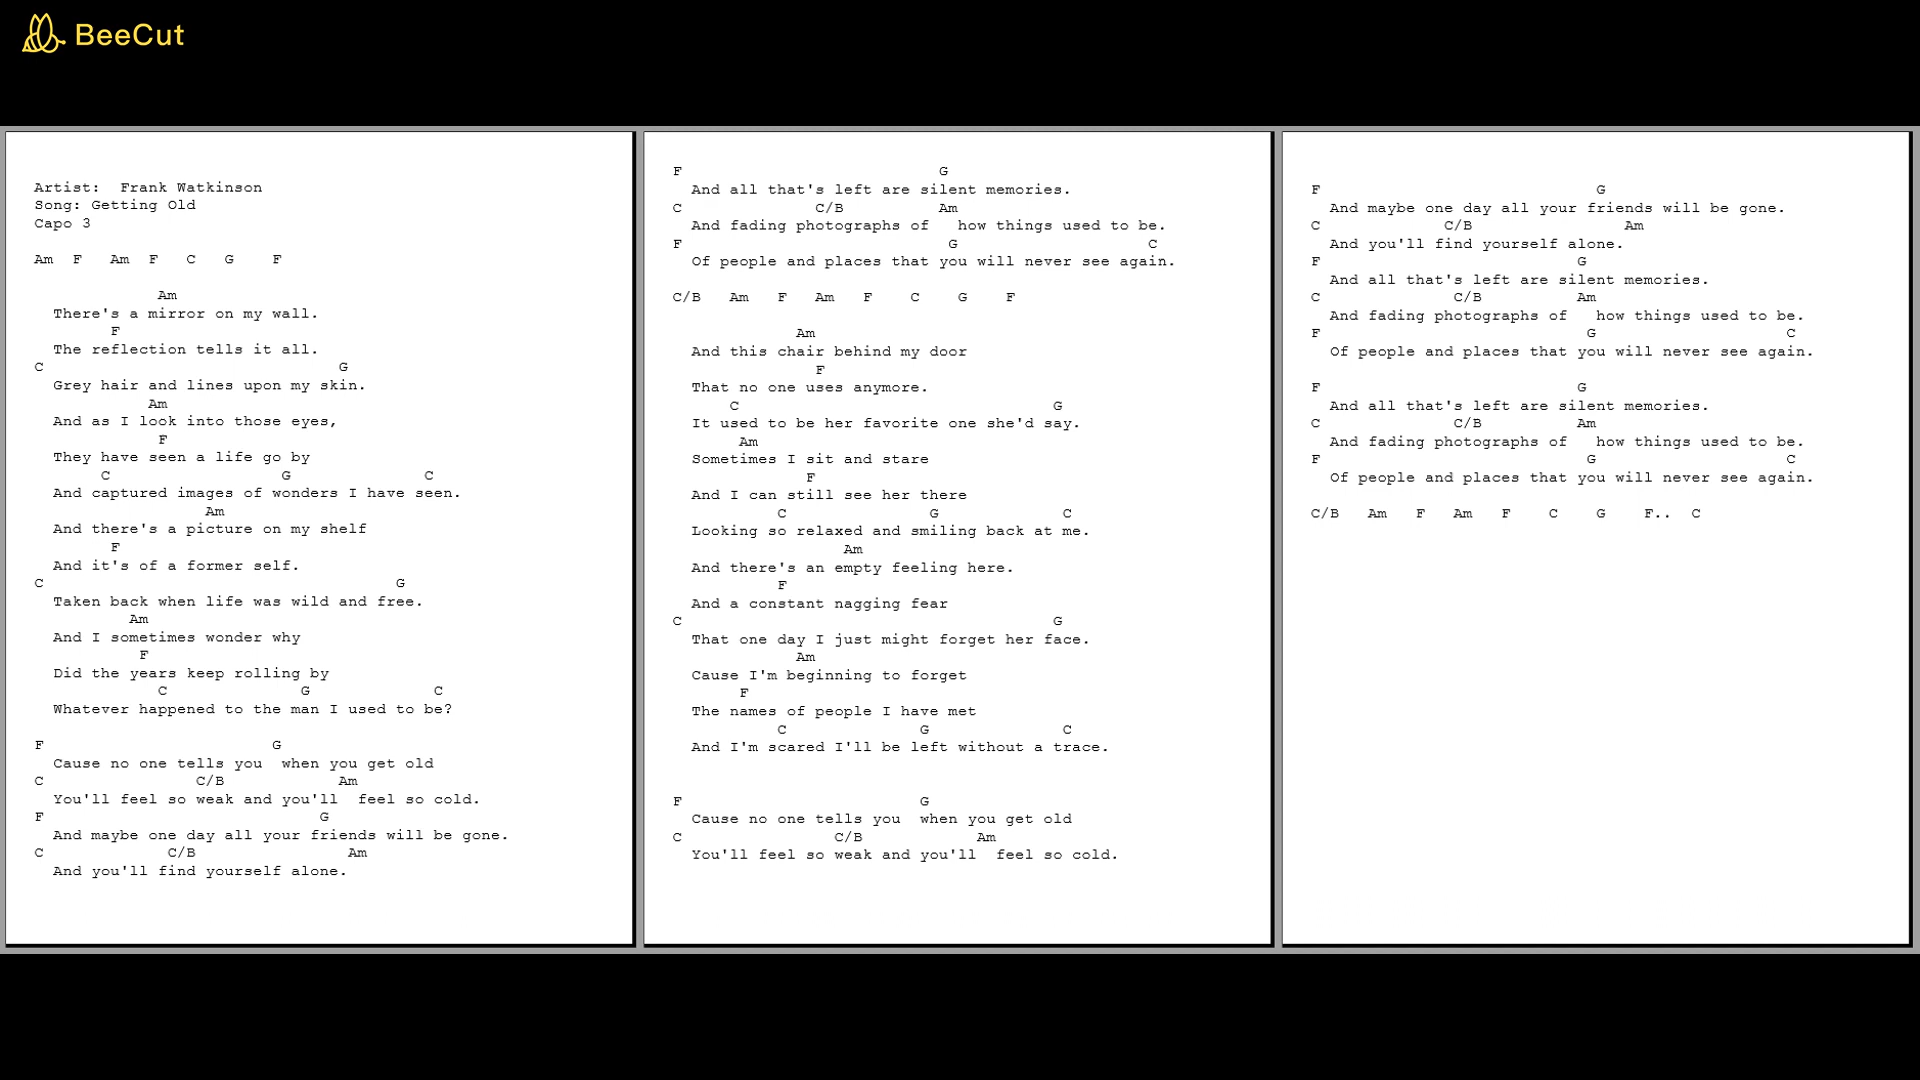 BeeCut
Artist:  Frank Watkinson
Song: Getting Old
Capo 3
Am  F   Am  F   C   G    F
Am
There's a mirror on my wall.
F
The reflection tells it all.
C                               G
Grey hair and lines upon my skin.
Am
And as I look into those eyes,
F
They have seen a life go by
C                  G              C
And captured images of wonders I have seen.
Am
And there's a picture on my shelf
F
And it's of a former self.
C                                     G
Taken back when life was wild and free.
Am
And I sometimes wonder why
F
Did the years keep rolling by
C              G             C
Whatever happened to the man I used to be?
F                        G
Cause no one tells you  when you get old
C                C/B            Am
You'll feel so weak and you'll  feel so cold.
F                             G
And maybe one day all your friends will be gone.
C             C/B                Am
And you'll find yourself alone.
F                           G
And all that's left are silent memories.
C              C/B          Am
And fading photographs of   how things used to be.
F                            G                    C
Of people and places that you will never see again.
C/B   Am   F   Am   F    C    G    F
Am
And this chair behind my door
F
That no one uses anymore.
C                                 G
It used to be her favorite one she'd say.
Am
Sometimes I sit and stare
F
And I can still see her there
C               G             C
Looking so relaxed and smiling back at me.
Am
And there's an empty feeling here.
F
And a constant nagging fear
C                                       G
That one day I just might forget her face.
Am
Cause I'm beginning to forget
F
The names of people I have met
C              G              C
And I'm scared I'll be left without a trace.
F                         G
Cause no one tells you  when you get old
C                C/B            Am
You'll feel so weak and you'll  feel so cold.
F                             G
And maybe one day all your friends will be gone.
C             C/B                Am
And you'll find yourself alone.
F                           G
And all that's left are silent memories.
C              C/B          Am
And fading photographs of   how things used to be.
F                            G                    C
Of people and places that you will never see again.
F                           G
And all that's left are silent memories.
C              C/B          Am
And fading photographs of   how things used to be.
F                            G                    C
Of people and places that you will never see again.
C/B   Am   F   Am   F    C    G    F..  C